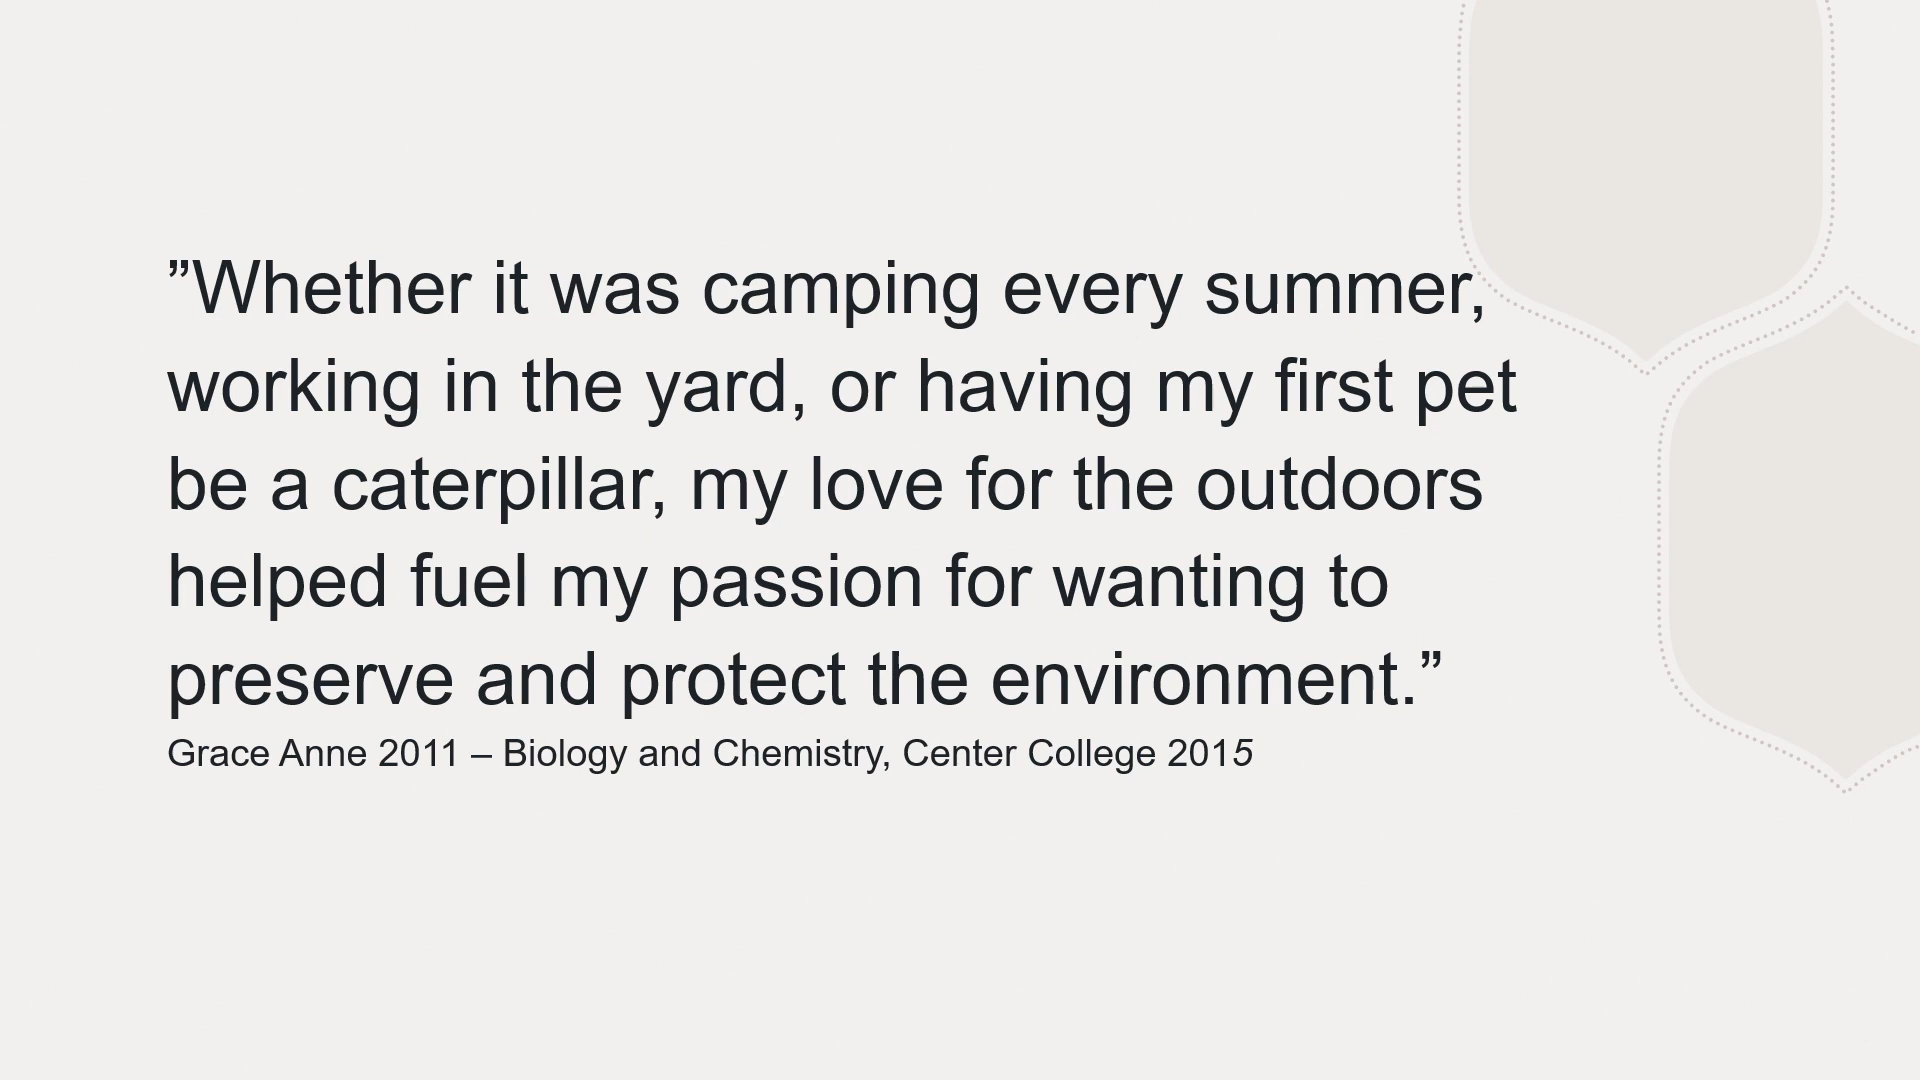 ”Whether it was camping every summer,
working in the yard, or having my first pet
be a caterpillar, my love for the outdoors
helped fuel my passion for wanting to
preserve and protect the environment.”
Grace Anne 2011 – Biology and Chemistry, Center College 2015